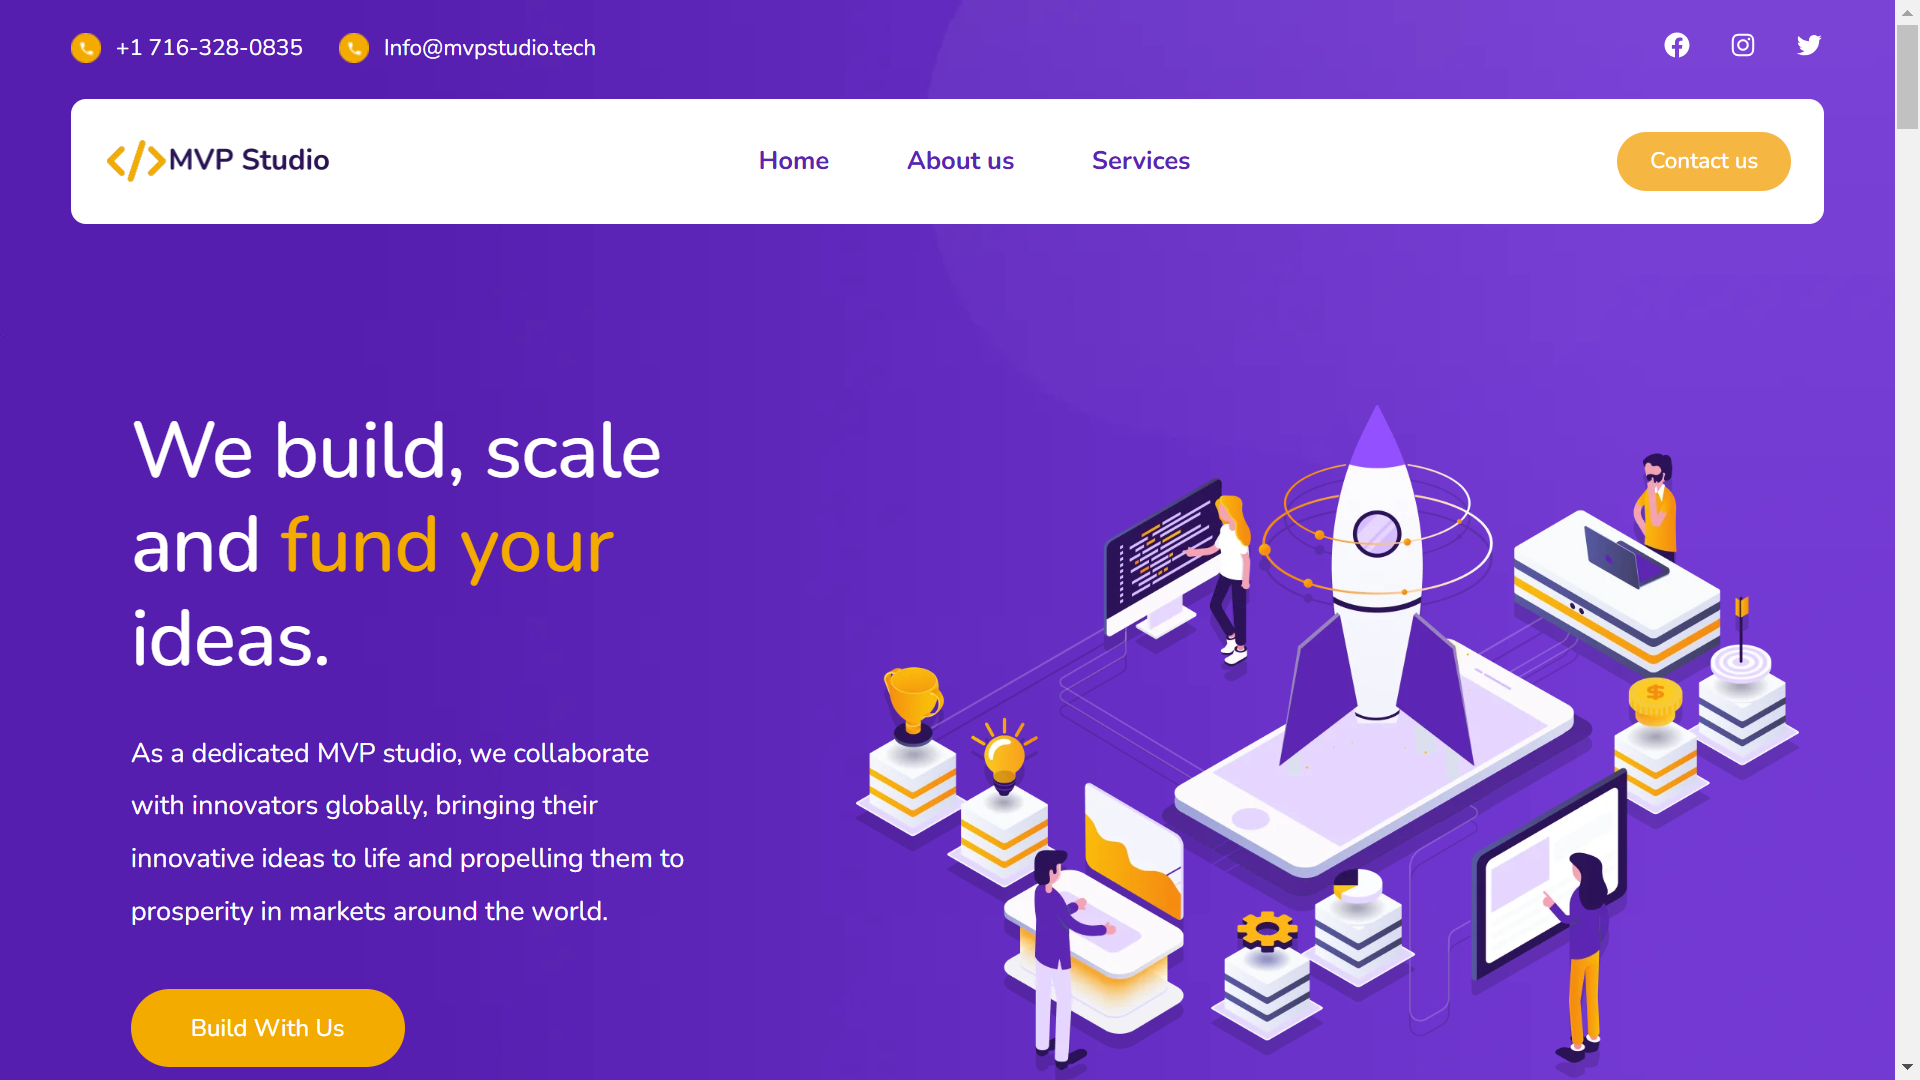 +1 716-328-0835
Info@mvpstudio.tech
</>MVP Studio
Home
About us
Services
Contact us
We build, scale
and fund your
ideas.
As a dedicated MVP studio, we collaborate
with innovators globally, bringing their
innovative ideas to life and propelling them to
prosperity in markets around the world.
Build With Us
$